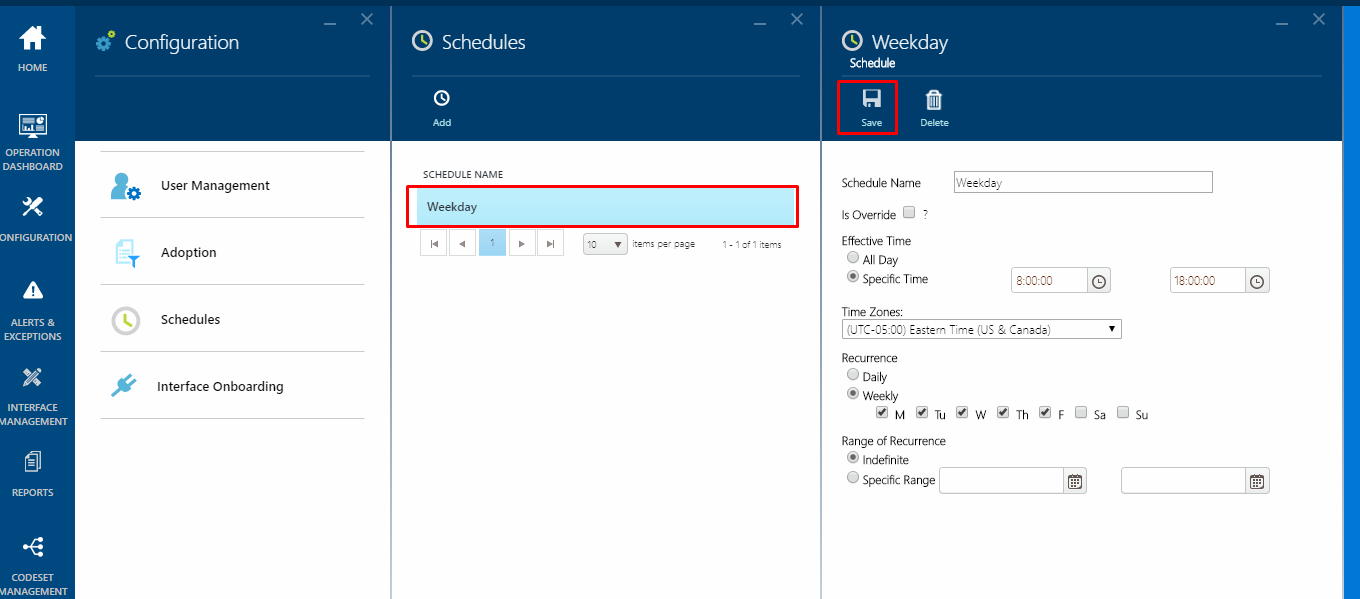 HOME
OPERATION
DASHBOARD
ONFIGURATION
ALERTS &
EXCEPTIONS
INTERFACE
MANAGEMENT
REPORTS
CODESET
MANAGEMENT
Configuration
User Management
Adoption
Schedules
Interface Onboarding
Schedules
Add
SCHEDULE NAME
Weekday
1
10
items per page
1 - 1 of 1 items
Weekday
Schedule
Save Delete
Schedule Name Weekday
Is Override ?
Effective Time
All Day
Specific Time 8:00:00 18:00:00
Time Zones:
(UTC-05:00) Eastern Time (US & Canada)
Recurrence
Daily
Weekly
M Tu W Th F Sa Su
Range of Recurrence
Indefinite
Specific Range